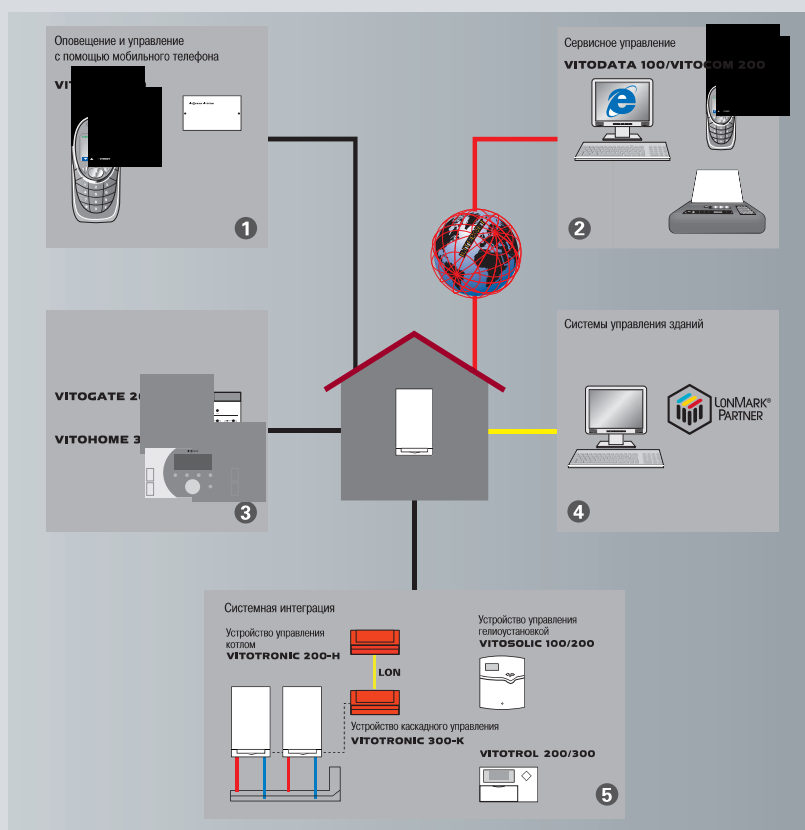 Оповещение и управление
с помощью мобильного телефона
1
Сервисное управление
VITODATA 100/VITOCOM 200
2
VITOGATE
VITOHOME
3
Системы управления зданий
LONMARK®
PARTNER
4
Системная интеграция
Устройство управления
котлом
VITOTRONIC 200-H
LON
Устройство каскадного управления
VITOTRONIC 300-K
Устройство управления
гелиоустановкой
VITOSOLIC 100/200
VITOTROL 200/300
5